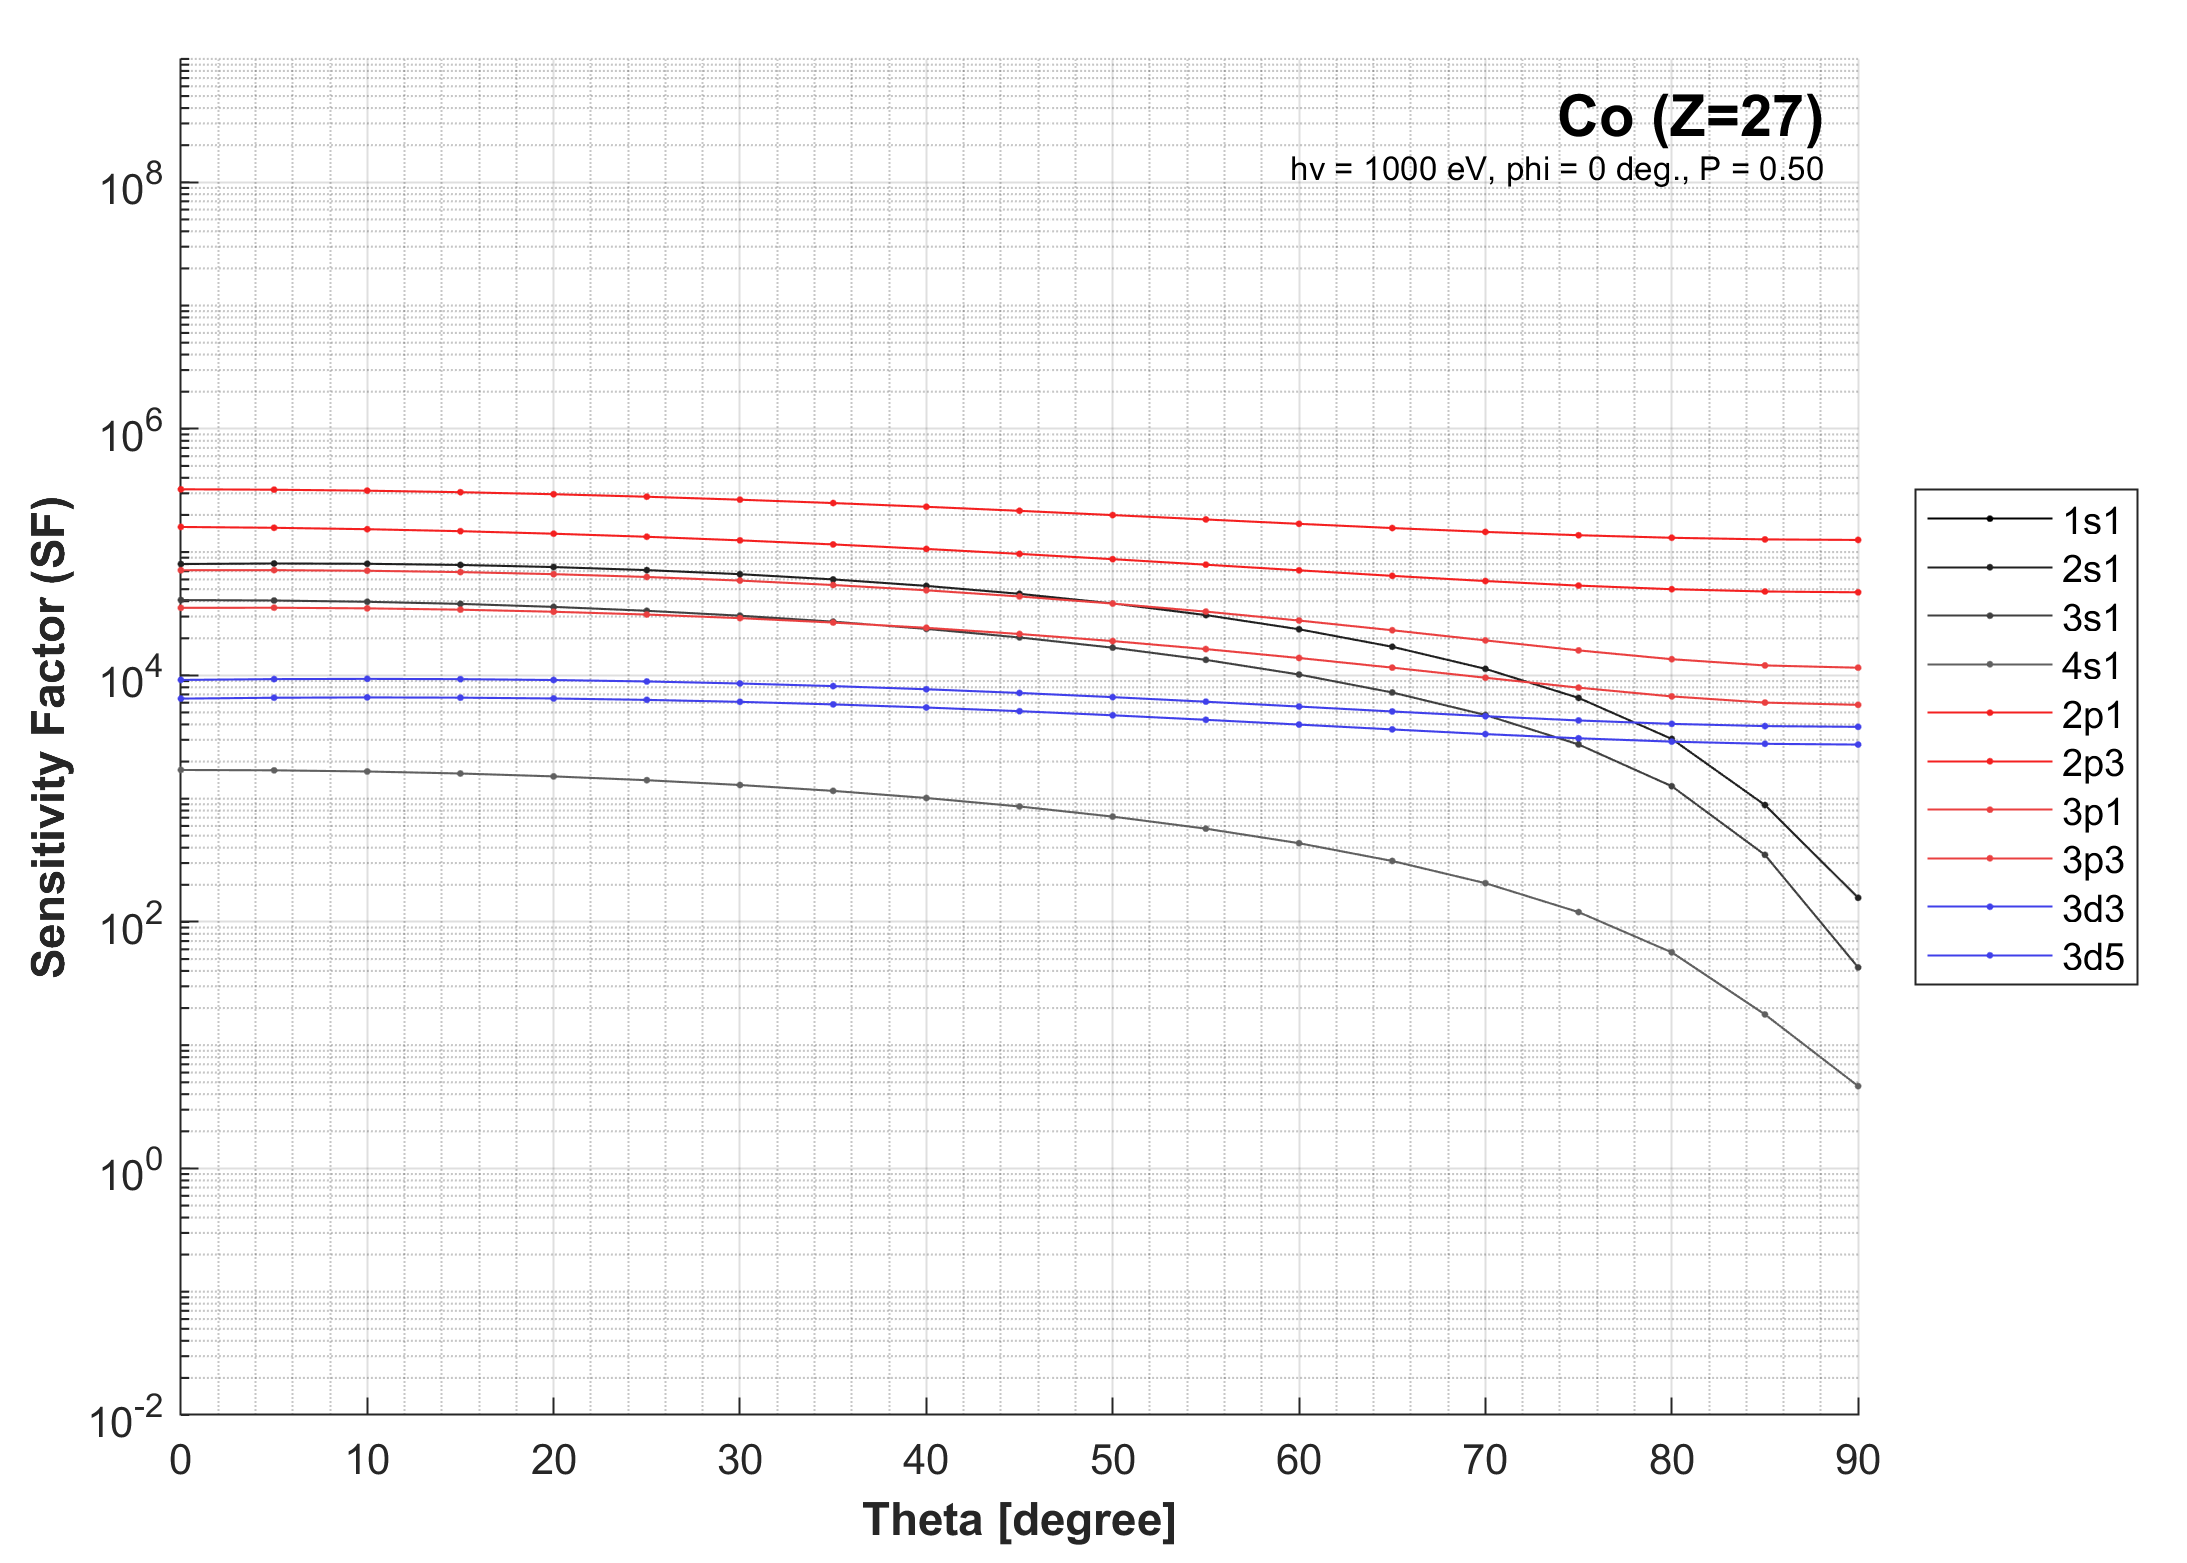 Co (Z=27)
hv = 1000 eV, phi = 0 deg., P = 0.50
10^8
10^6
10^4
10^2
10^0
10^-2
Sensitivity Factor (SF)
0 10 20 30 40 50 60 70 80 90
Theta [degree]
1s1
2s1
3s1
4s1
2p1
2p3
3p1
3p3
3d3
3d5